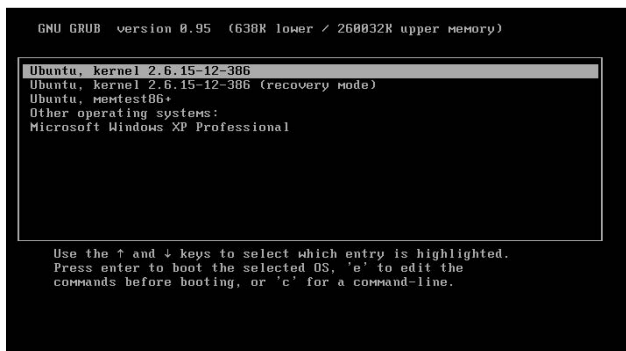 GNU GRUB  version 0.95  (638K lower / 260032K upper memory)
Ubuntu, kernel 2.6.15-12-386
Ubuntu, kernel 2.6.15-12-386 (recovery mode)
Ubuntu, memtest86+
Other operating systems:
Microsoft Windows XP Professional
Use the ↑ and ↓ keys to select which entry is highlighted.
Press enter to boot the selected OS, 'e' to edit the
commands before booting, or 'c' for a command-line.